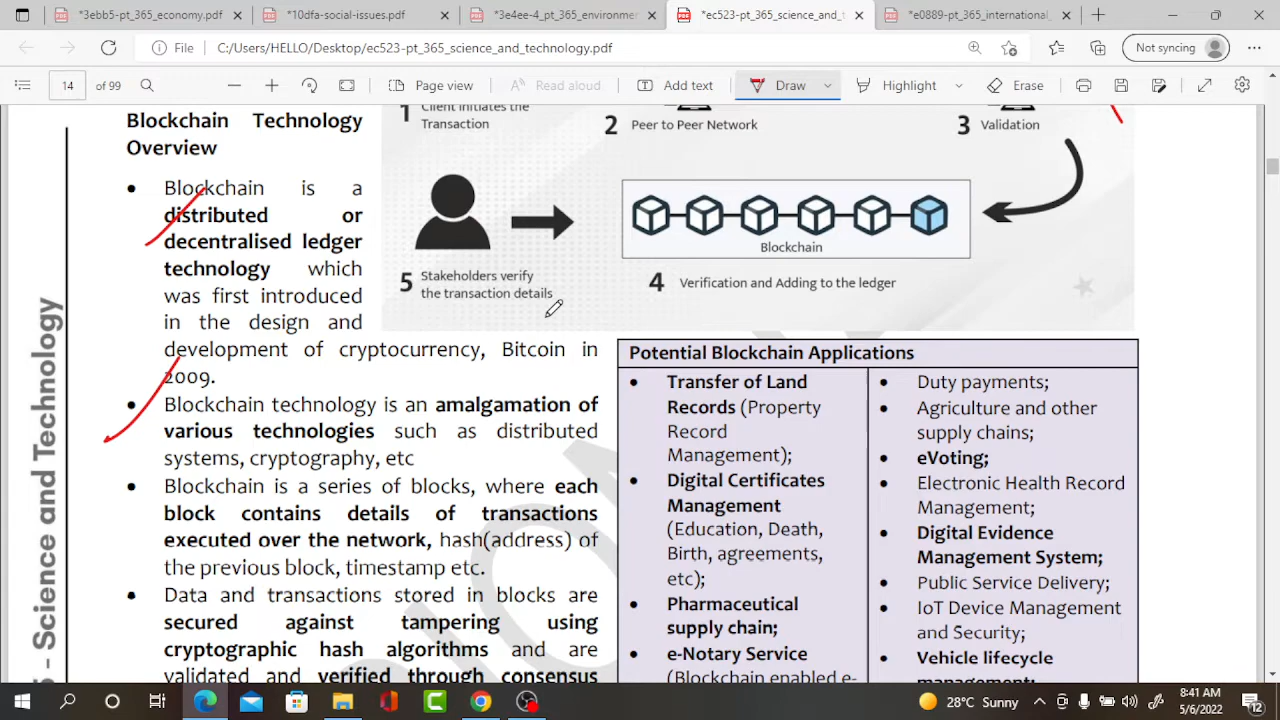 *3ebb5-pt_365_economy.pdf
*10dfa-social-issues.pdf
*3e4ee-4_pt_365_environme
*ec523-pt_365_science_and_t
*e0889-pt_365_international_
File
C:/Users/HELLO/Desktop/ec523-pt_365_science_and_technology.pdf
Not syncing
14 of 99
Page view
Read aloud
Add text
Draw
Highlight
Erase
1 Client initiates the
Transaction
2 Peer to Peer Network
3 Validation
Blockchain
4 Verification and Adding to the ledger
5 Stakeholders verify
the transaction details
Blockchain Technology
Overview
• Blockchain is a
distributed or
decentralised ledger
technology which
was first introduced
in the design and
development of cryptocurrency, Bitcoin in
2009.
• Blockchain technology is an amalgamation of
various technologies such as distributed
systems, cryptography, etc
• Blockchain is a series of blocks, where each
block contains details of transactions
executed over the network, hash(address) of
the previous block, timestamp etc.
• Data and transactions stored in blocks are
secured against tampering using
cryptographic hash algorithms and are
validated and verified through consensus
Potential Blockchain Applications
• Transfer of Land
Records (Property
Record
Management);
• Digital Certificates
Management
(Education, Death,
Birth, agreements,
etc);
• Pharmaceutical
supply chain;
• e-Notary Service
(Blockchain enabled e-
• Duty payments;
• Agriculture and other
supply chains;
• eVoting;
• Electronic Health Record
Management;
• Digital Evidence
Management System;
• Public Service Delivery;
• IoT Device Management
and Security;
• Vehicle lifecycle
management;
- Science and Technology
28°C Sunny
8:41 AM
5/6/2022
12